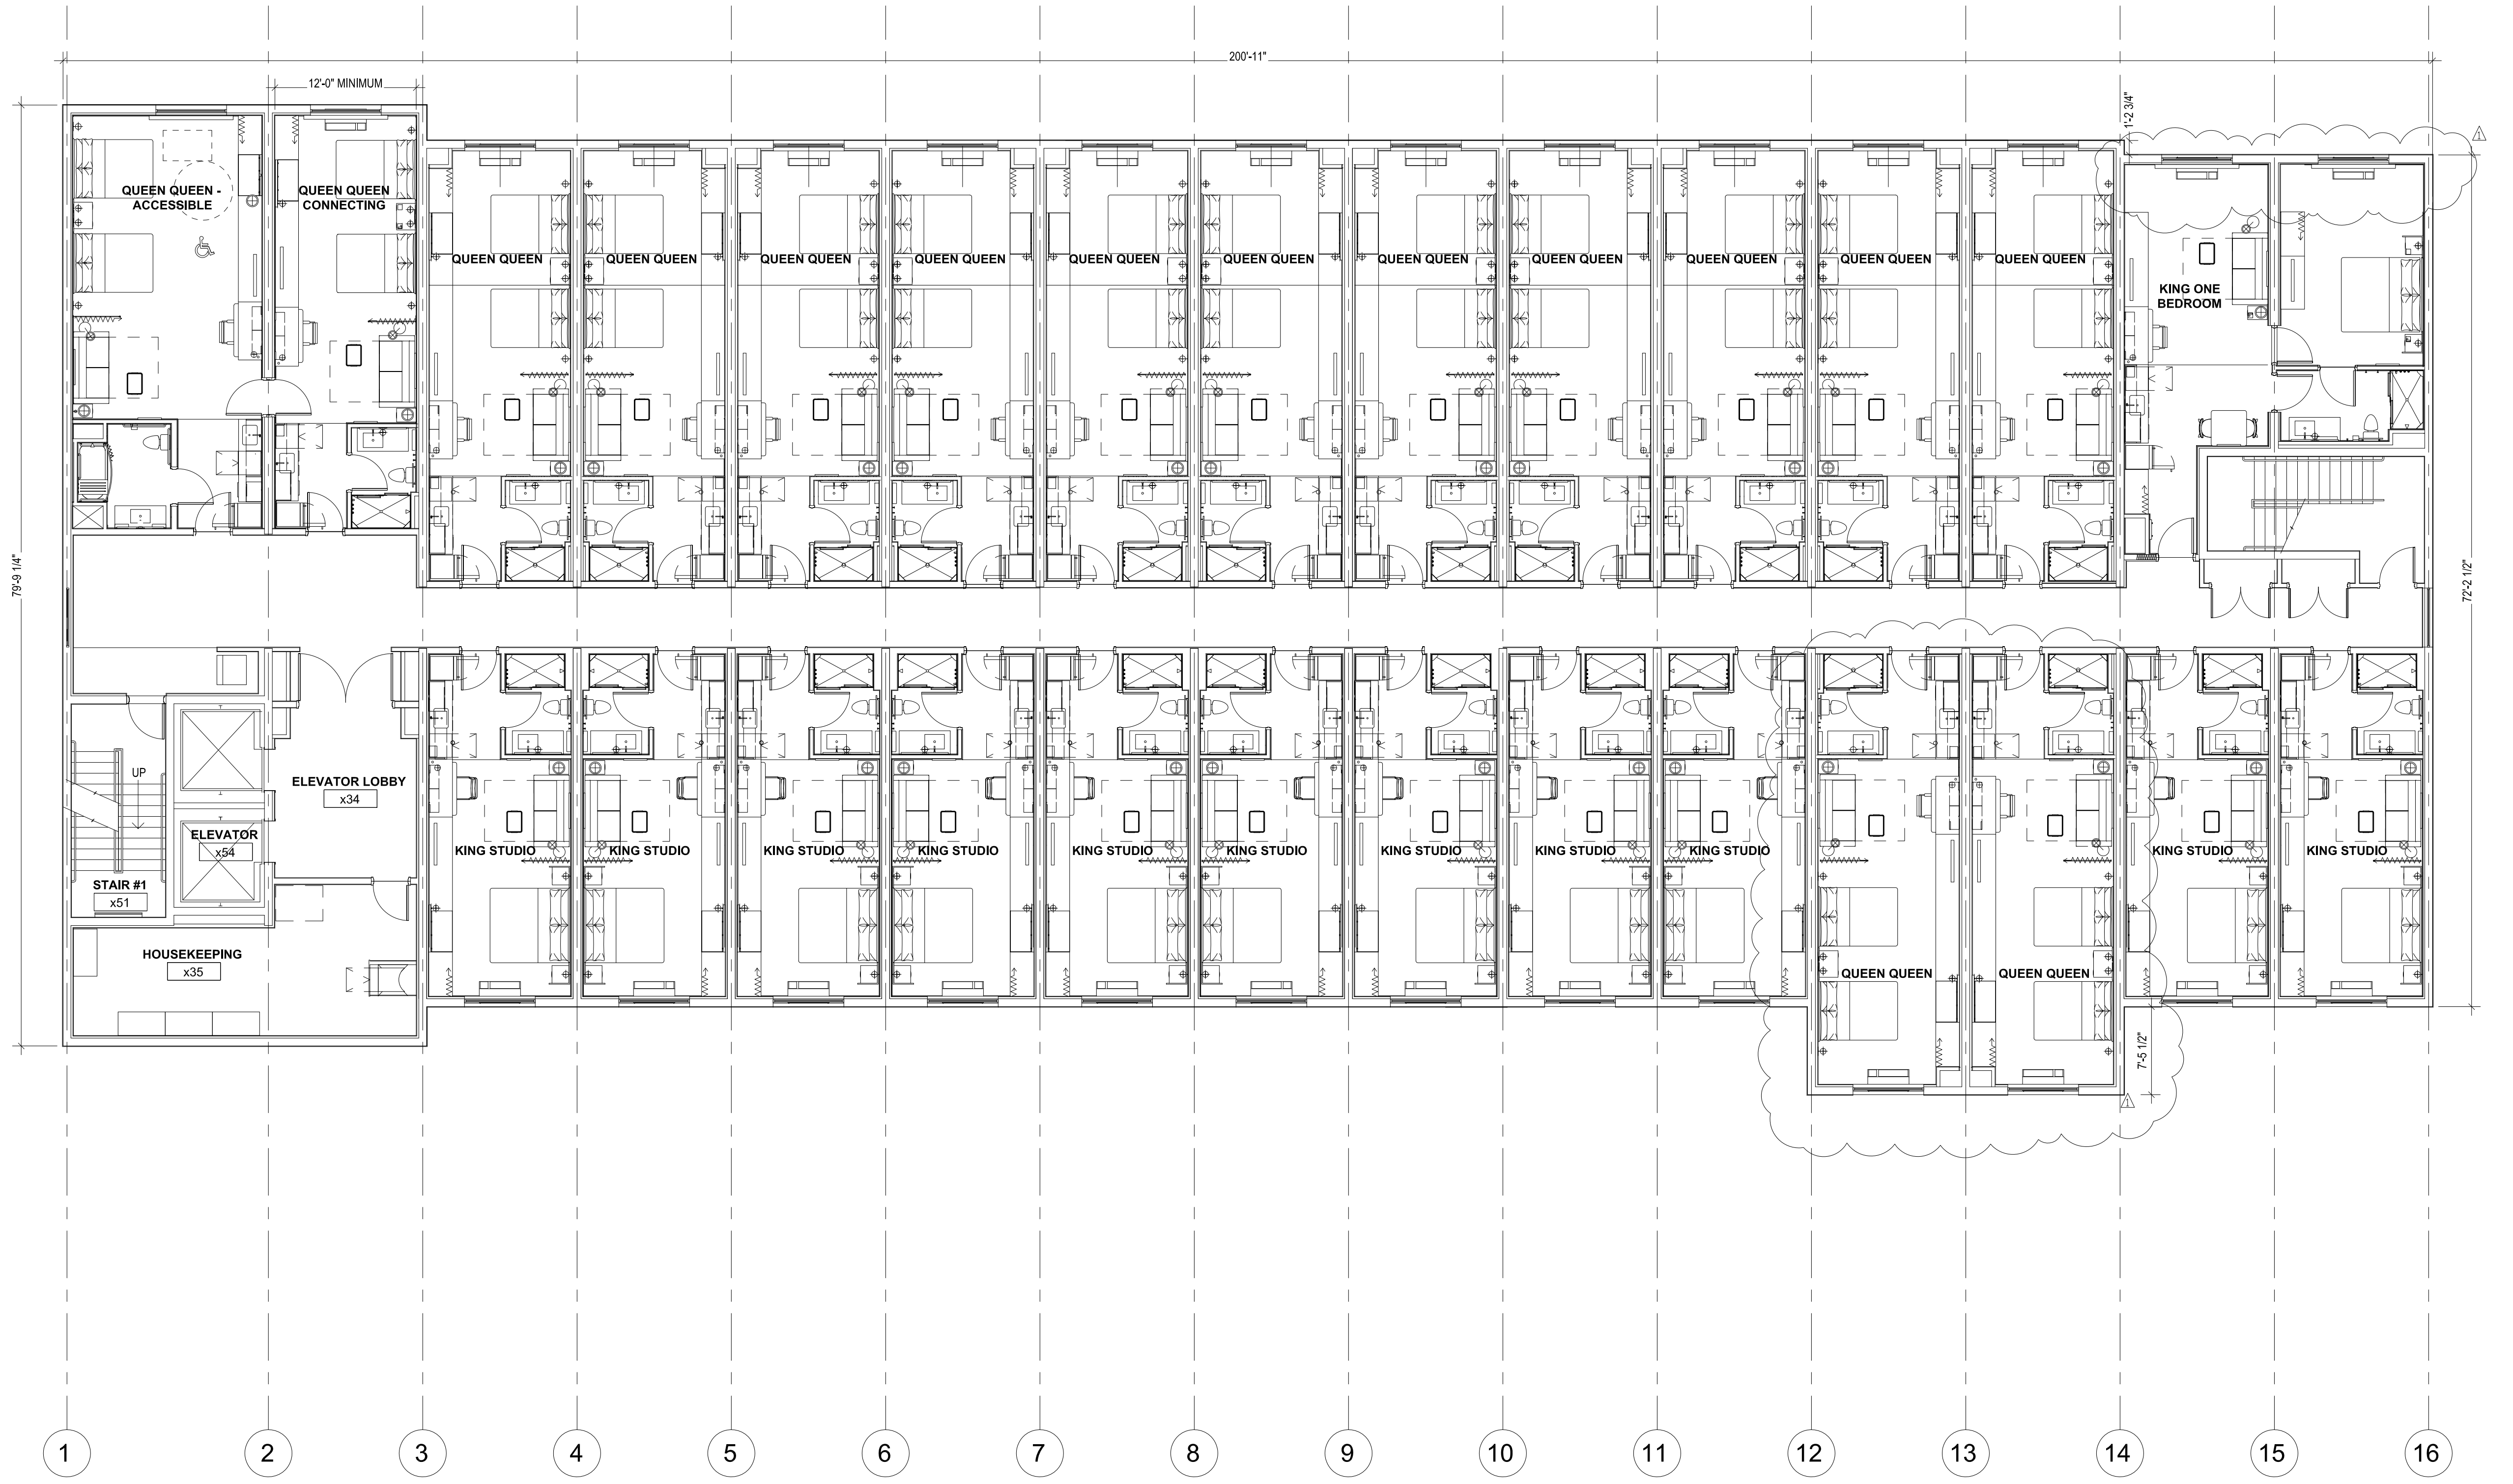 200'-11"
12'-0" MINIMUM
1'-2 3/4"
1
QUEEN QUEEN -
ACCESSIBLE
QUEEN QUEEN
CONNECTING
QUEEN QUEEN
QUEEN QUEEN
QUEEN QUEEN
QUEEN QUEEN
QUEEN QUEEN
QUEEN QUEEN
QUEEN QUEEN
QUEEN QUEEN
QUEEN QUEEN
QUEEN QUEEN
QUEEN QUEEN
KING ONE
BEDROOM
79'-9 1/4"
72'-2 1/2"
UP
ELEVATOR LOBBY
x34
ELEVATOR
x54
STAIR #1
x51
KING STUDIO
KING STUDIO
KING STUDIO
KING STUDIO
KING STUDIO
KING STUDIO
KING STUDIO
KING STUDIO
KING STUDIO
KING STUDIO
KING STUDIO
HOUSEKEEPING
x35
QUEEN QUEEN
QUEEN QUEEN
7'-5 1/2"
1
1
2
3
4
5
6
7
8
9
10
11
12
13
14
15
16